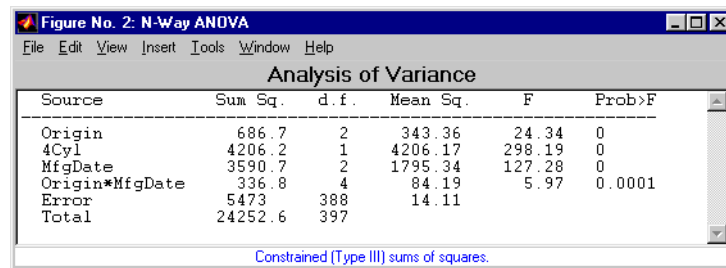 Figure No. 2: N-Way ANOVA
File Edit View Insert Tools Window Help
Analysis of Variance
Source Sum Sq. d.f. Mean Sq. F Prob>F
Origin 686.7 2 343.36 24.34 0
4Cyl 4206.2 1 4206.17 298.19 0
MfgDate 3590.7 2 1795.34 127.28 0
Origin*MfgDate 336.8 4 84.19 5.97 0.0001
Error 5473 388 14.11
Total 24252.6 397
Constrained (Type III) sums of squares.